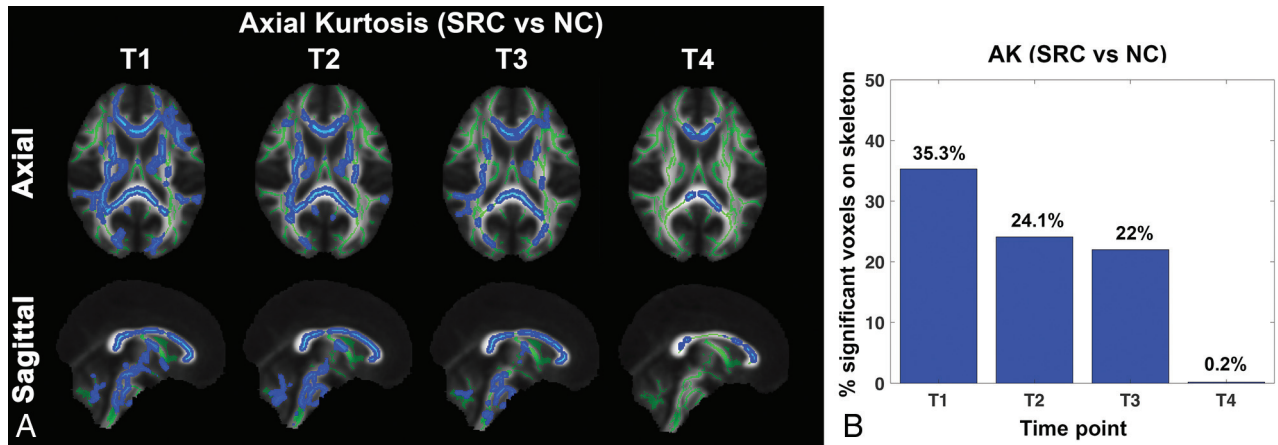 Axial Kurtosis (SRC vs NC)
T1 T2 T3 T4
Axial
Sagittal
A
AK (SRC vs NC)
% significant voxels on skeleton
50
40
30
20
10
0
35.3%
24.1%
22%
0.2%
T1 T2 T3 T4
Time point
B